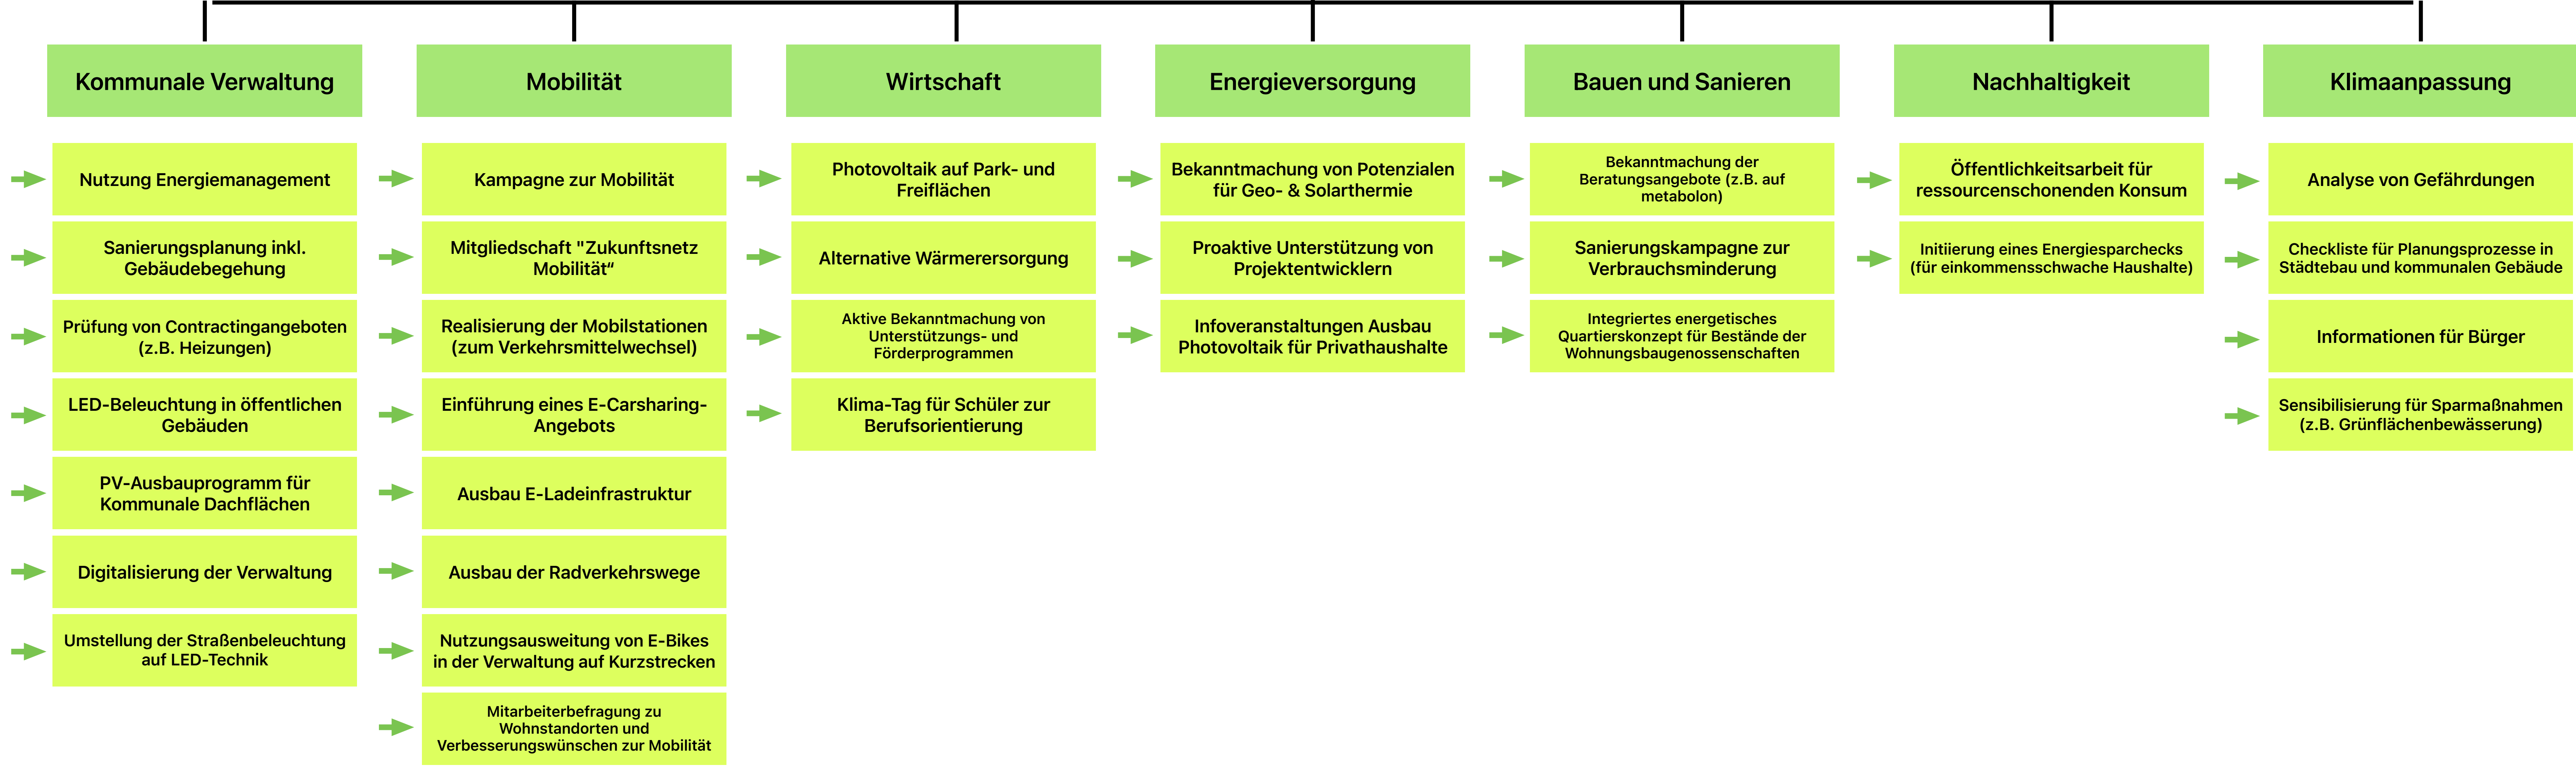 Kommunale Verwaltung
Nutzung Energiemanagement
Sanierungsplanung inkl.
Gebäudebegehung
Prüfung von Contractingangeboten
(z.B. Heizungen)
LED-Beleuchtung in öffentlichen
Gebäuden
PV-Ausbauprogramm für
Kommunale Dachflächen
Digitalisierung der Verwaltung
Umstellung der Straßenbeleuchtung
auf LED-Technik
Mobilität
Kampagne zur Mobilität
Mitgliedschaft "Zukunftsnetz
Mobilität“
Realisierung der Mobilstationen
(zum Verkehrsmittelwechsel)
Einführung eines E-Carsharing-
Angebots
Ausbau E-Ladeinfrastruktur
Ausbau der Radverkehrswege
Nutzungsausweitung von E-Bikes
in der Verwaltung auf Kurzstrecken
Mitarbeiterbefragung zu
Wohnstandorten und
Verbesserungswünschen zur Mobilität
Wirtschaft
Photovoltaik auf Park- und
Freiflächen
Alternative Wärmerersorgung
Aktive Bekanntmachung von
Unterstützungs- und
Förderprogrammen
Klima-Tag für Schüler zur
Berufsorientierung
Energieversorgung
Bekanntmachung von Potenzialen
für Geo- & Solarthermie
Proaktive Unterstützung von
Projektentwicklern
Infoveranstaltungen Ausbau
Photovoltaik für Privathaushalte
Bauen und Sanieren
Bekanntmachung der
Beratungsangebote (z.B. auf
metabolon)
Sanierungskampagne zur
Verbrauchsminderung
Integriertes energetisches
Quartierskonzept für Bestände der
Wohnungsbaugenossenschaften
Nachhaltigkeit
Öffentlichkeitsarbeit für
ressourcenschonenden Konsum
Initiierung eines Energiesparchecks
(für einkommensschwache Haushalte)
Klimaanpassung
Analyse von Gefährdungen
Checkliste für Planungsprozesse in
Städtebau und kommunalen Gebäude
Informationen für Bürger
Sensibilisierung für Sparmaßnahmen
(z.B. Grünflächenbewässerung)